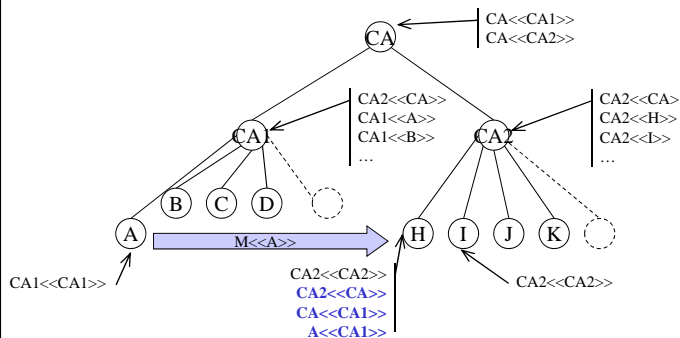 CA<<CA1>>
CA<<CA2>>
CA
CA2<<CA>>
CA1<<A>>
CA1<<B>>
…
CA2<<CA>
CA2<<H>>
CA2<<I>>
…
CA1
CA2
B
C
D
A
M<<A>>
H
I
J
K
CA1<<CA1>>
CA2<<CA2>>
CA2<<CA>>
CA<<CA1>>
A<<CA1>>
CA2<<CA2>>